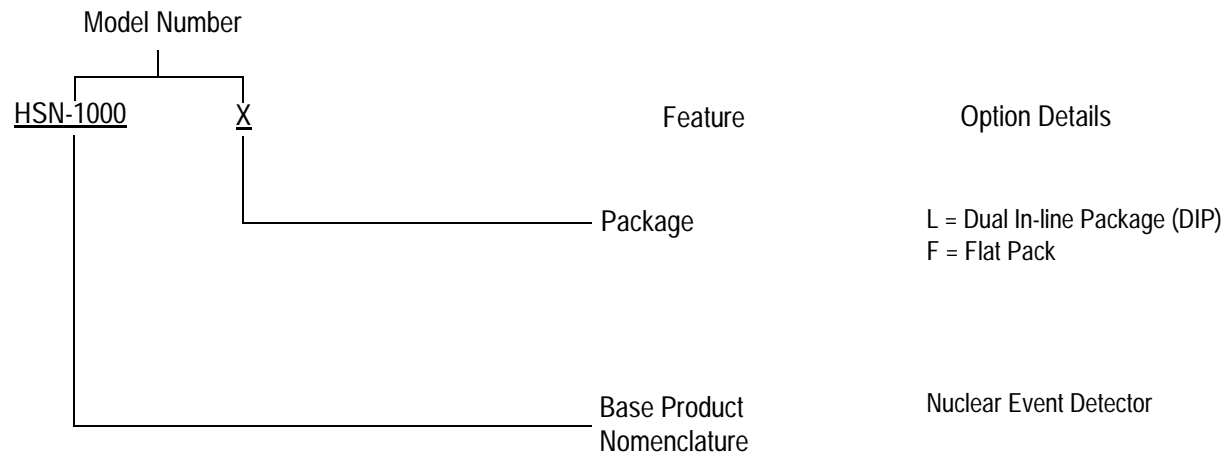 Model Number
HSN-1000 X
Feature Option Details
Package
L = Dual In-line Package (DIP)
F = Flat Pack
Base Product
Nomenclature
Nuclear Event Detector